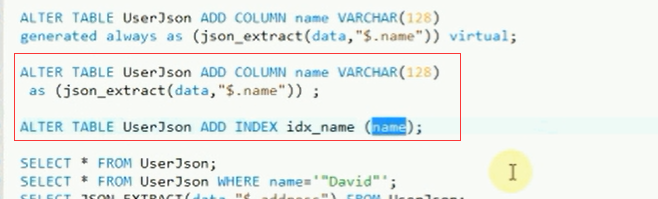 ALTER TABLE UserJson ADD COLUMN name VARCHAR(128)
generated always as (json_extract(data,"$.name")) virtual;
ALTER TABLE UserJson ADD COLUMN name VARCHAR(128)
as (json_extract(data,"$.name")) ;
ALTER TABLE UserJson ADD INDEX idx_name (name);
SELECT * FROM UserJson;
SELECT * FROM UserJson WHERE name='"David"';
SELECT JSON_EXTRACT(data,"$.address") FROM UserJson;